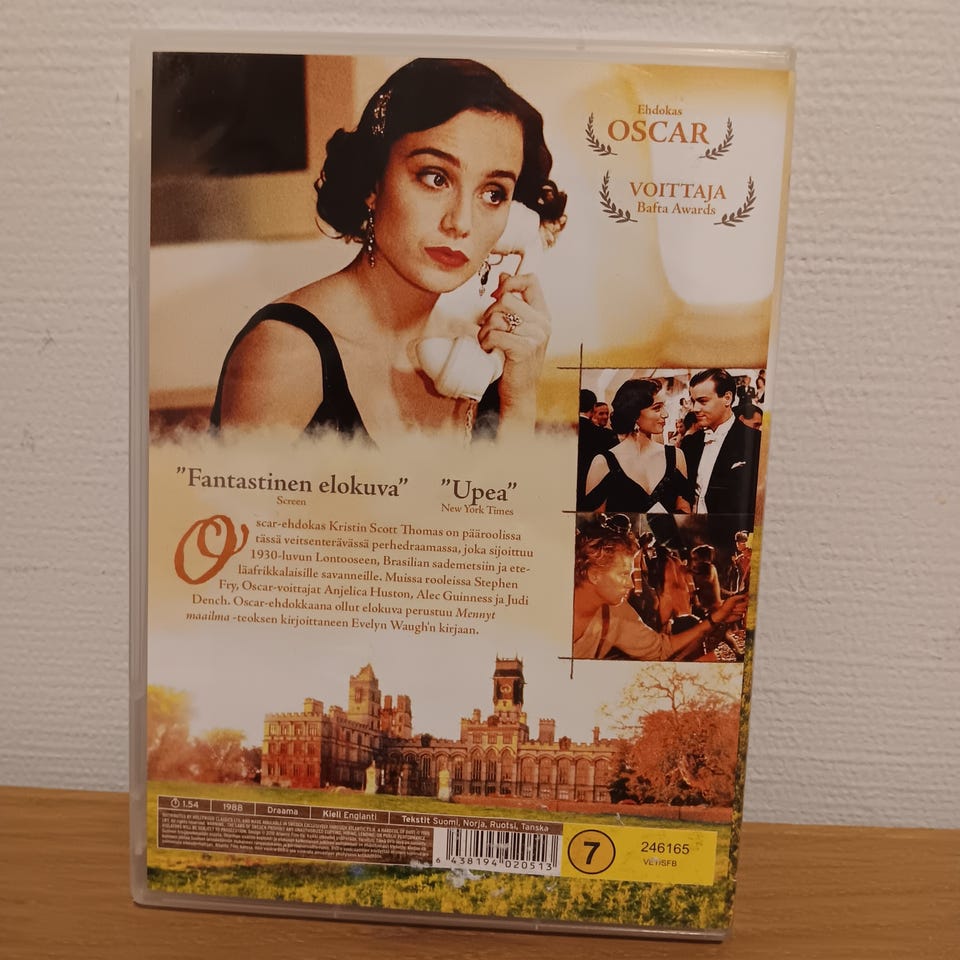 Ehdokas
OSCAR
VOITTAJA
Bafta Awards
"Fantastinen elokuva"
Screen
"Upea"
New York Times
Oscar-ehdokas Kristin Scott Thomas on pääroolissa
tässä veitsenterävässä perhedraamassa, joka sijoittuu
1930-luvun Lontooseen, Brasilian sademetsiin ja ete-
läafrikkalaisille savanneille. Muissa rooleissa Stephen
Fry, Oscar-voittajat Anjelica Huston, Alec Guinness ja Judi
Dench. Oscar-ehdokkaana ollut elokuva perustuu Mennyt
maailma -teoksen kirjoittaneen Evelyn Waugh'n kirjaan.
1.54 1988 Draama Kieli Englanti Tekstit Suomi, Norja, Ruotsi, Tanska
6 438194 020513
7
246165
VET/SFB